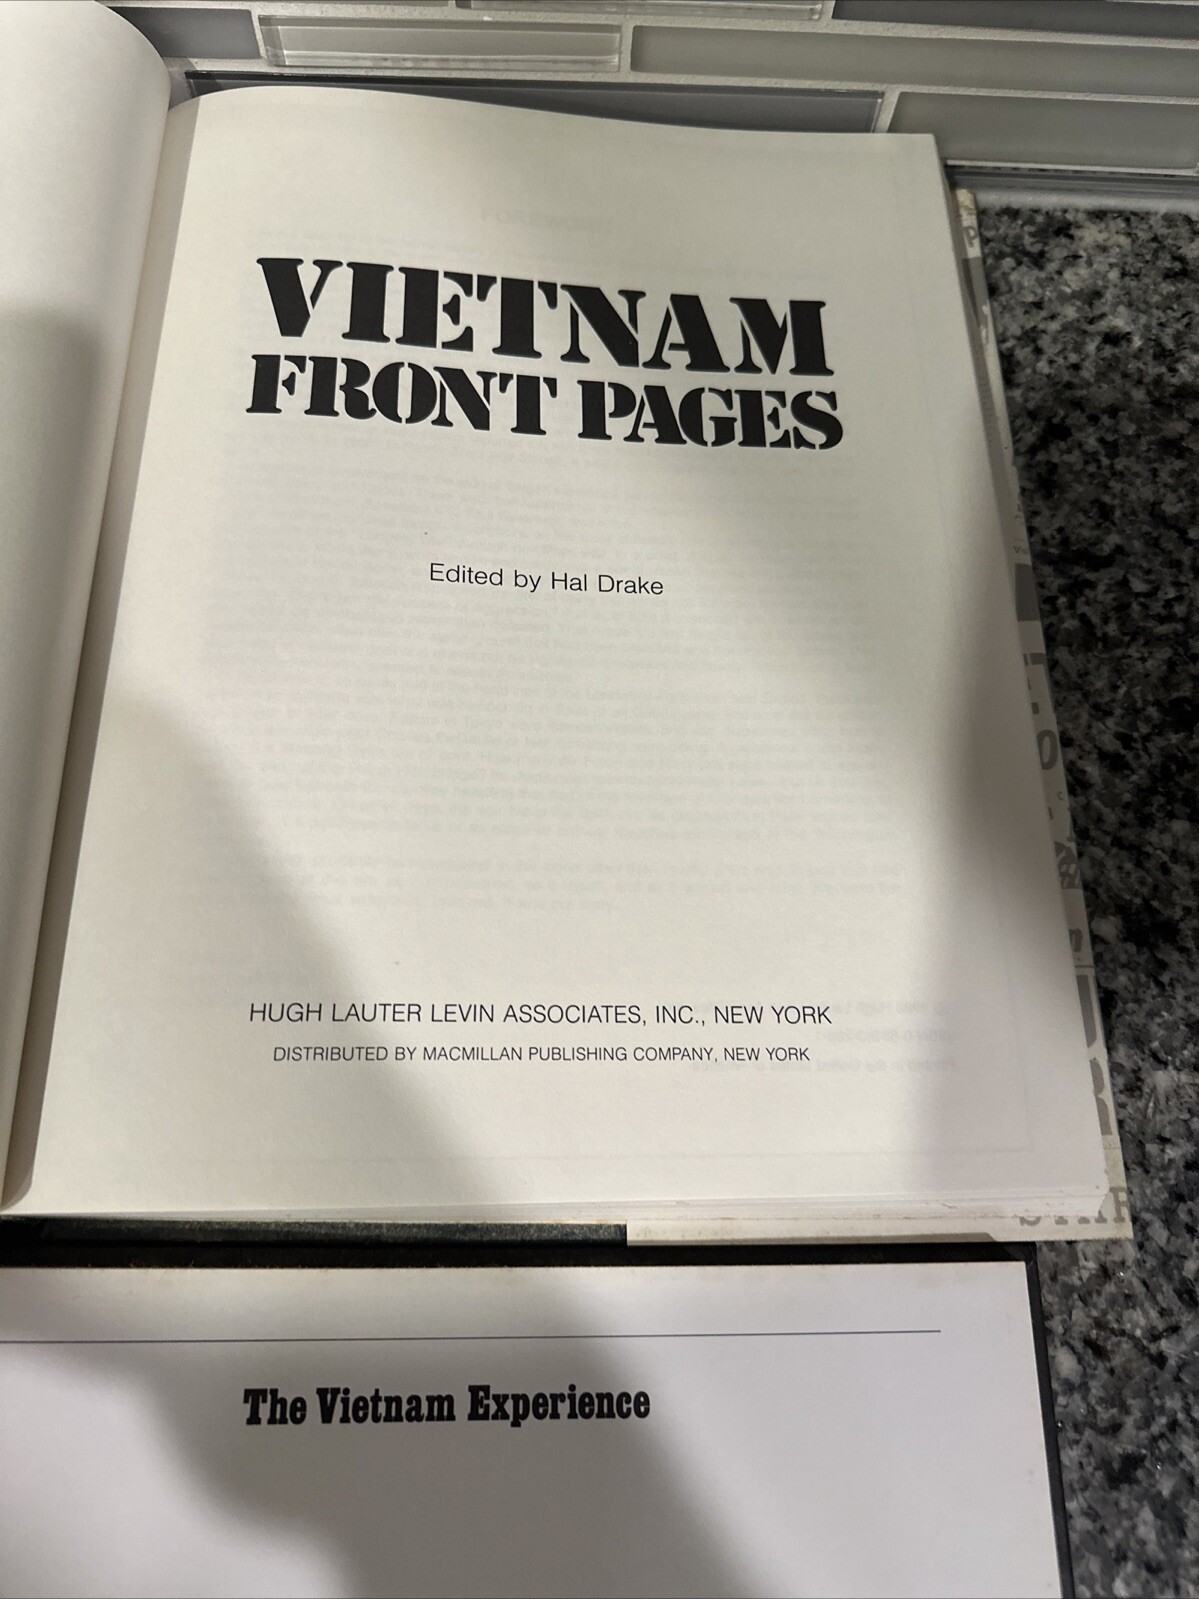 VIETNAM
FRONT PAGES
Edited by Hal Drake
HUGH LAUTER LEVIN ASSOCIATES, INC., NEW YORK
DISTRIBUTED BY MACMILLAN PUBLISHING COMPANY, NEW YORK
The Vietnam Experience